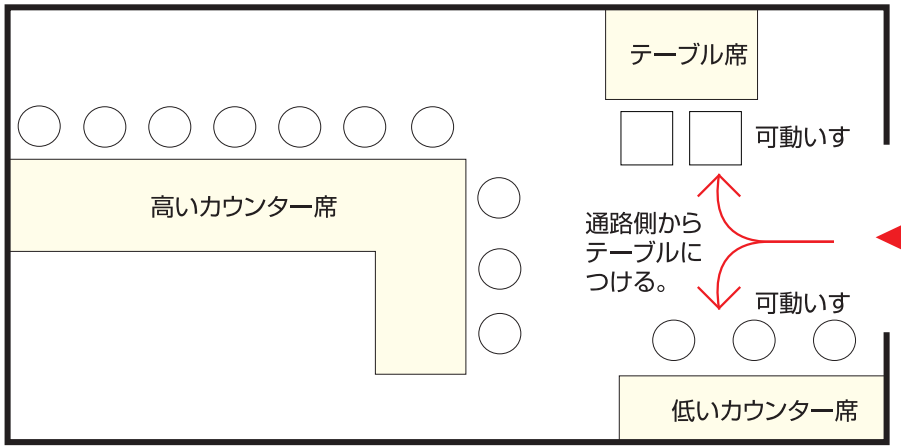 テーブル席
可動いす
高いカウンター席
通路側から
テーブルに
つける。
可動いす
低いカウンター席